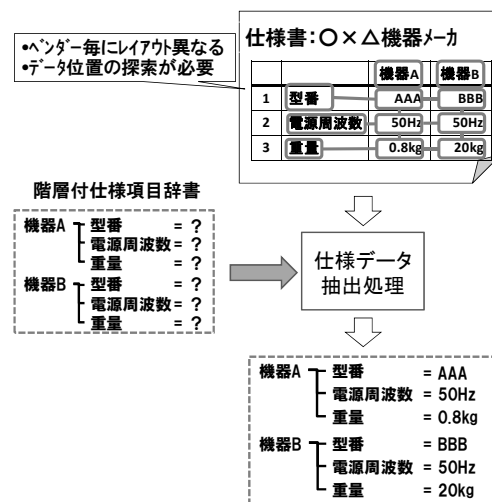 •ベンダー毎にレイアウト異なる
•データ位置の探索が必要
仕様書:○×△機器メーカ
機器A 機器B
1 型番 AAA BBB
2 電源周波数 50Hz 50Hz
3 重量 0.8kg 20kg
階層付仕様項目辞書
機器A 型番 = ?
電源周波数 = ?
重量 = ?
機器B 型番 = ?
電源周波数 = ?
重量 = ?
仕様データ
抽出処理
機器A 型番 = AAA
電源周波数 = 50Hz
重量 = 0.8kg
機器B 型番 = BBB
電源周波数 = 50Hz
重量 = 20kg